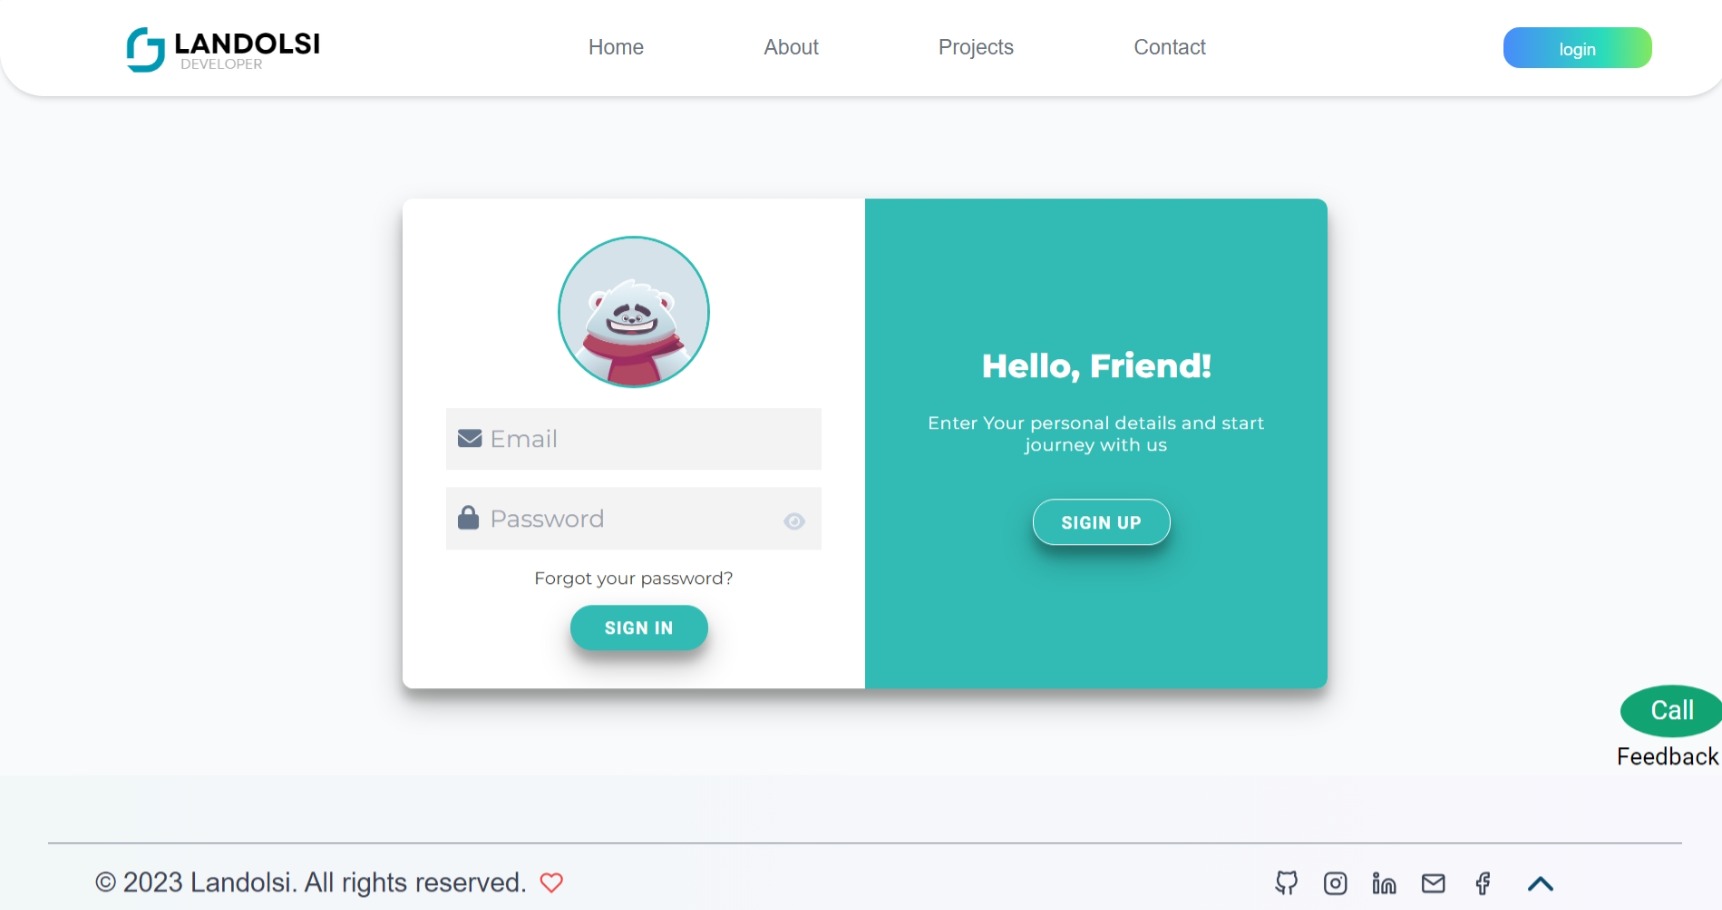 LANDOLSI
DEVELOPER
Home
About
Projects
Contact
login
Email
Password
Forgot your password?
SIGN IN
Hello, Friend!
Enter Your personal details and start
journey with us
SIGIN UP
Call
Feedback
© 2023 Landolsi. All rights reserved.